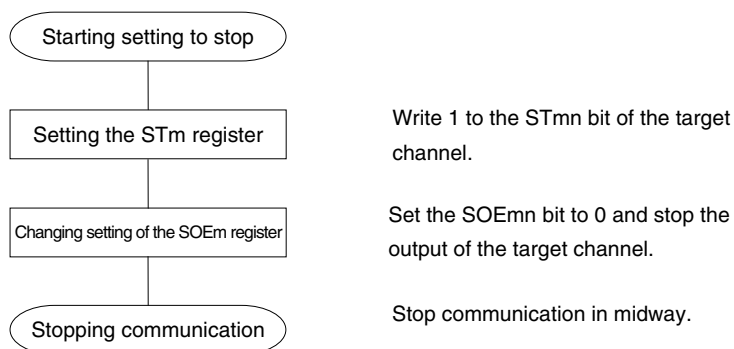 Starting setting to stop
Setting the STm register
Write 1 to the STmn bit of the target
channel.
Changing setting of the SOEm register
Set the SOEmn bit to 0 and stop the
output of the target channel.
Stopping communication
Stop communication in midway.